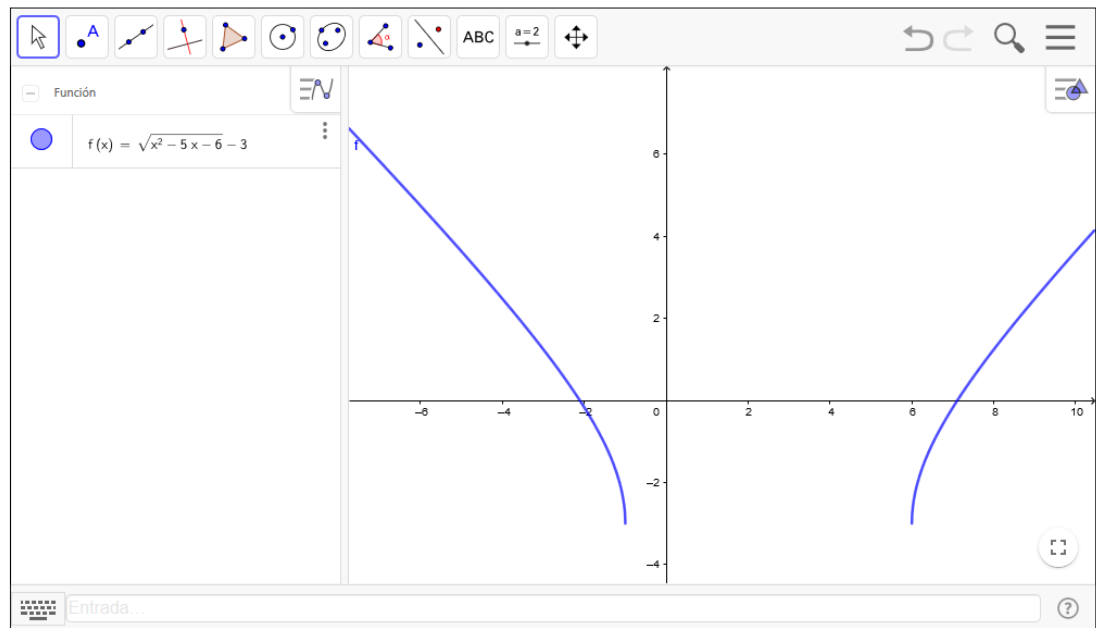 A
α
ABC
a=2
Función
f(x) = √(x² − 5 x − 6) − 3
f
6
4
2
−6 −4 −2 0 2 4 6 8 10
−2
−4
Entrada...
?